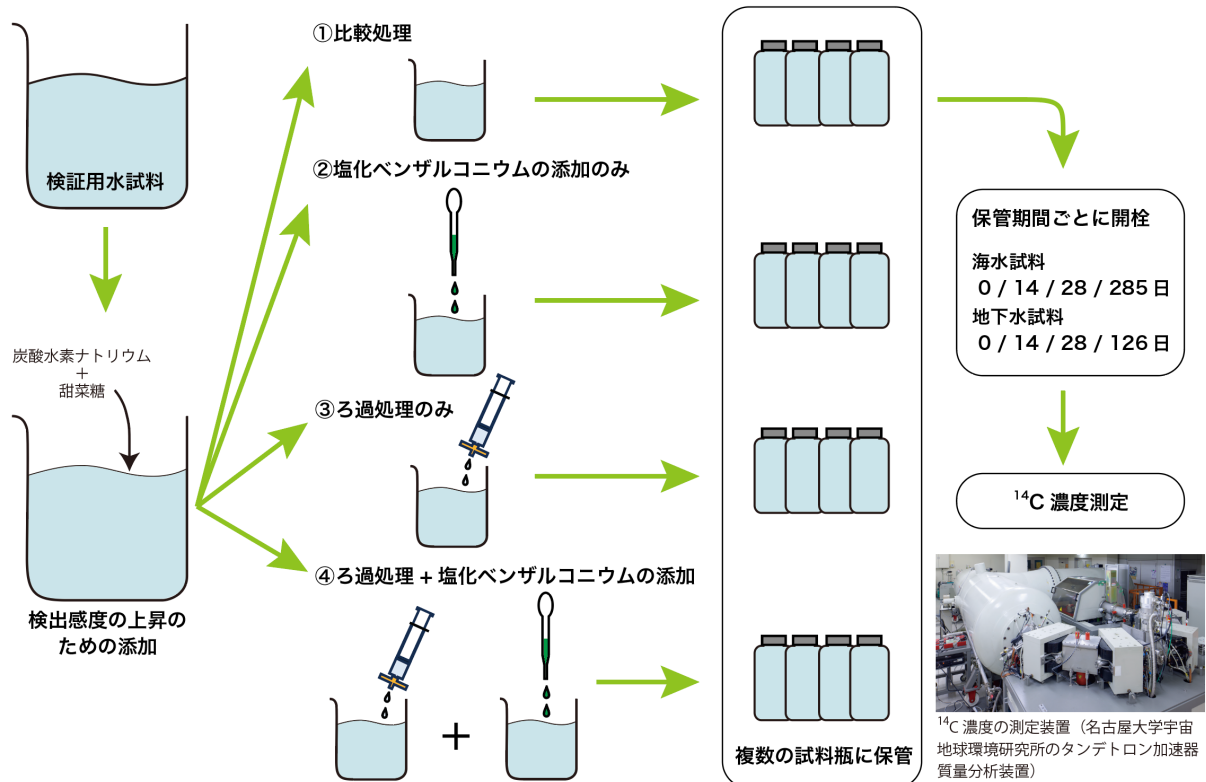 検証用水試料
炭酸水素ナトリウム
+
甜菜糖
検出感度の上昇の
ための添加
①比較処理
②塩化ベンザルコニウムの添加のみ
③ろ過処理のみ
④ろ過処理 + 塩化ベンザルコニウムの添加
+
複数の試料瓶に保管
保管期間ごとに開栓
海水試料
0 / 14 / 28 / 285 日
地下水試料
0 / 14 / 28 / 126 日
¹⁴C 濃度測定
¹⁴C 濃度の測定装置（名古屋大学宇宙
地球環境研究所のタンデトロン加速器
質量分析装置）